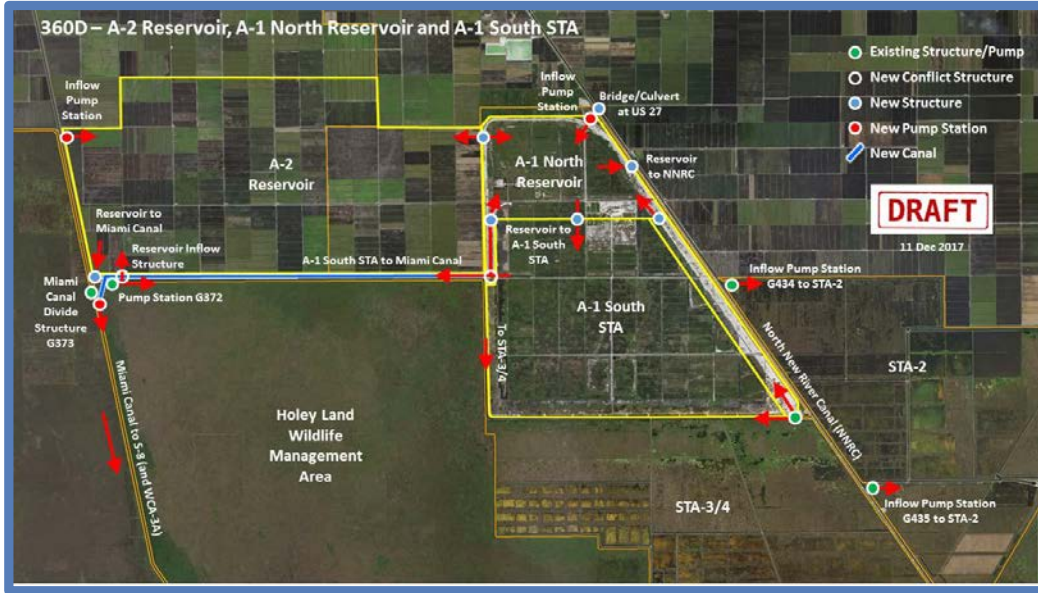 360D – A-2 Reservoir, A-1 North Reservoir and A-1 South STA
Existing Structure/Pump
New Conflict Structure
New Structure
New Pump Station
New Canal
DRAFT
11 Dec 2017
Inflow
Pump
Station
Inflow
Pump
Station
Bridge/Culvert
at US 27
A-2
Reservoir
A-1 North
Reservoir
Reservoir
to NNRC
Reservoir to
Miami Canal
Reservoir Inflow
Structure
Reservoir to
A-1 South
STA
A-1 South STA to Miami Canal
Miami
Canal
Divide
Structure
G373
Pump Station G372
Inflow Pump Station
G434 to STA-2
A-1 South
STA
To STA-3/4
North New River Canal (NNRC)
STA-2
Miami Canal to S-8 (and WCA-3A)
Holey Land
Wildlife
Management
Area
STA-3/4
Inflow Pump Station
G435 to STA-2